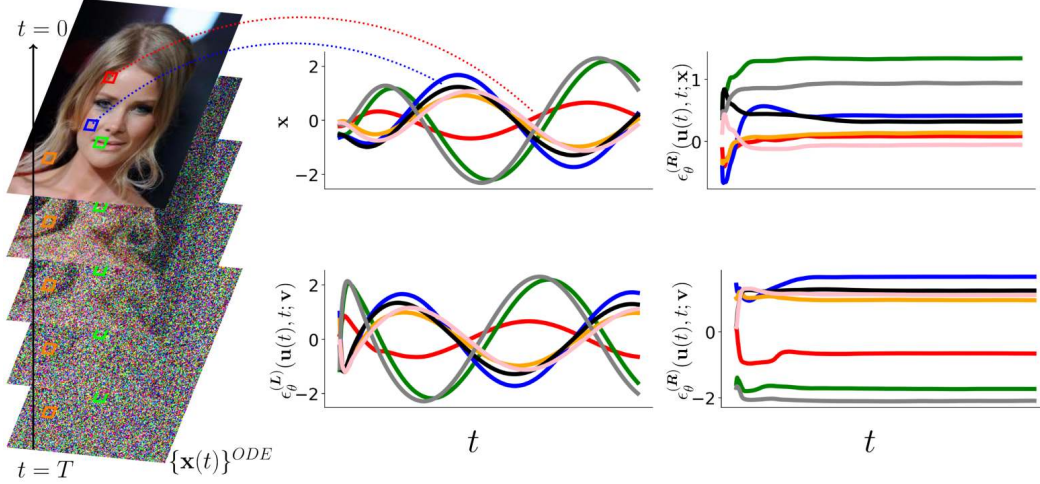 t = 0
t = T
{x(t)}^{ODE}
x
2
0
−2
ϵ_θ^{(R)}(u(t), t; x)
1
0
ϵ_θ^{(L)}(u(t), t; v)
2
0
−2
t
ϵ_θ^{(R)}(u(t), t; v)
0
−2
t